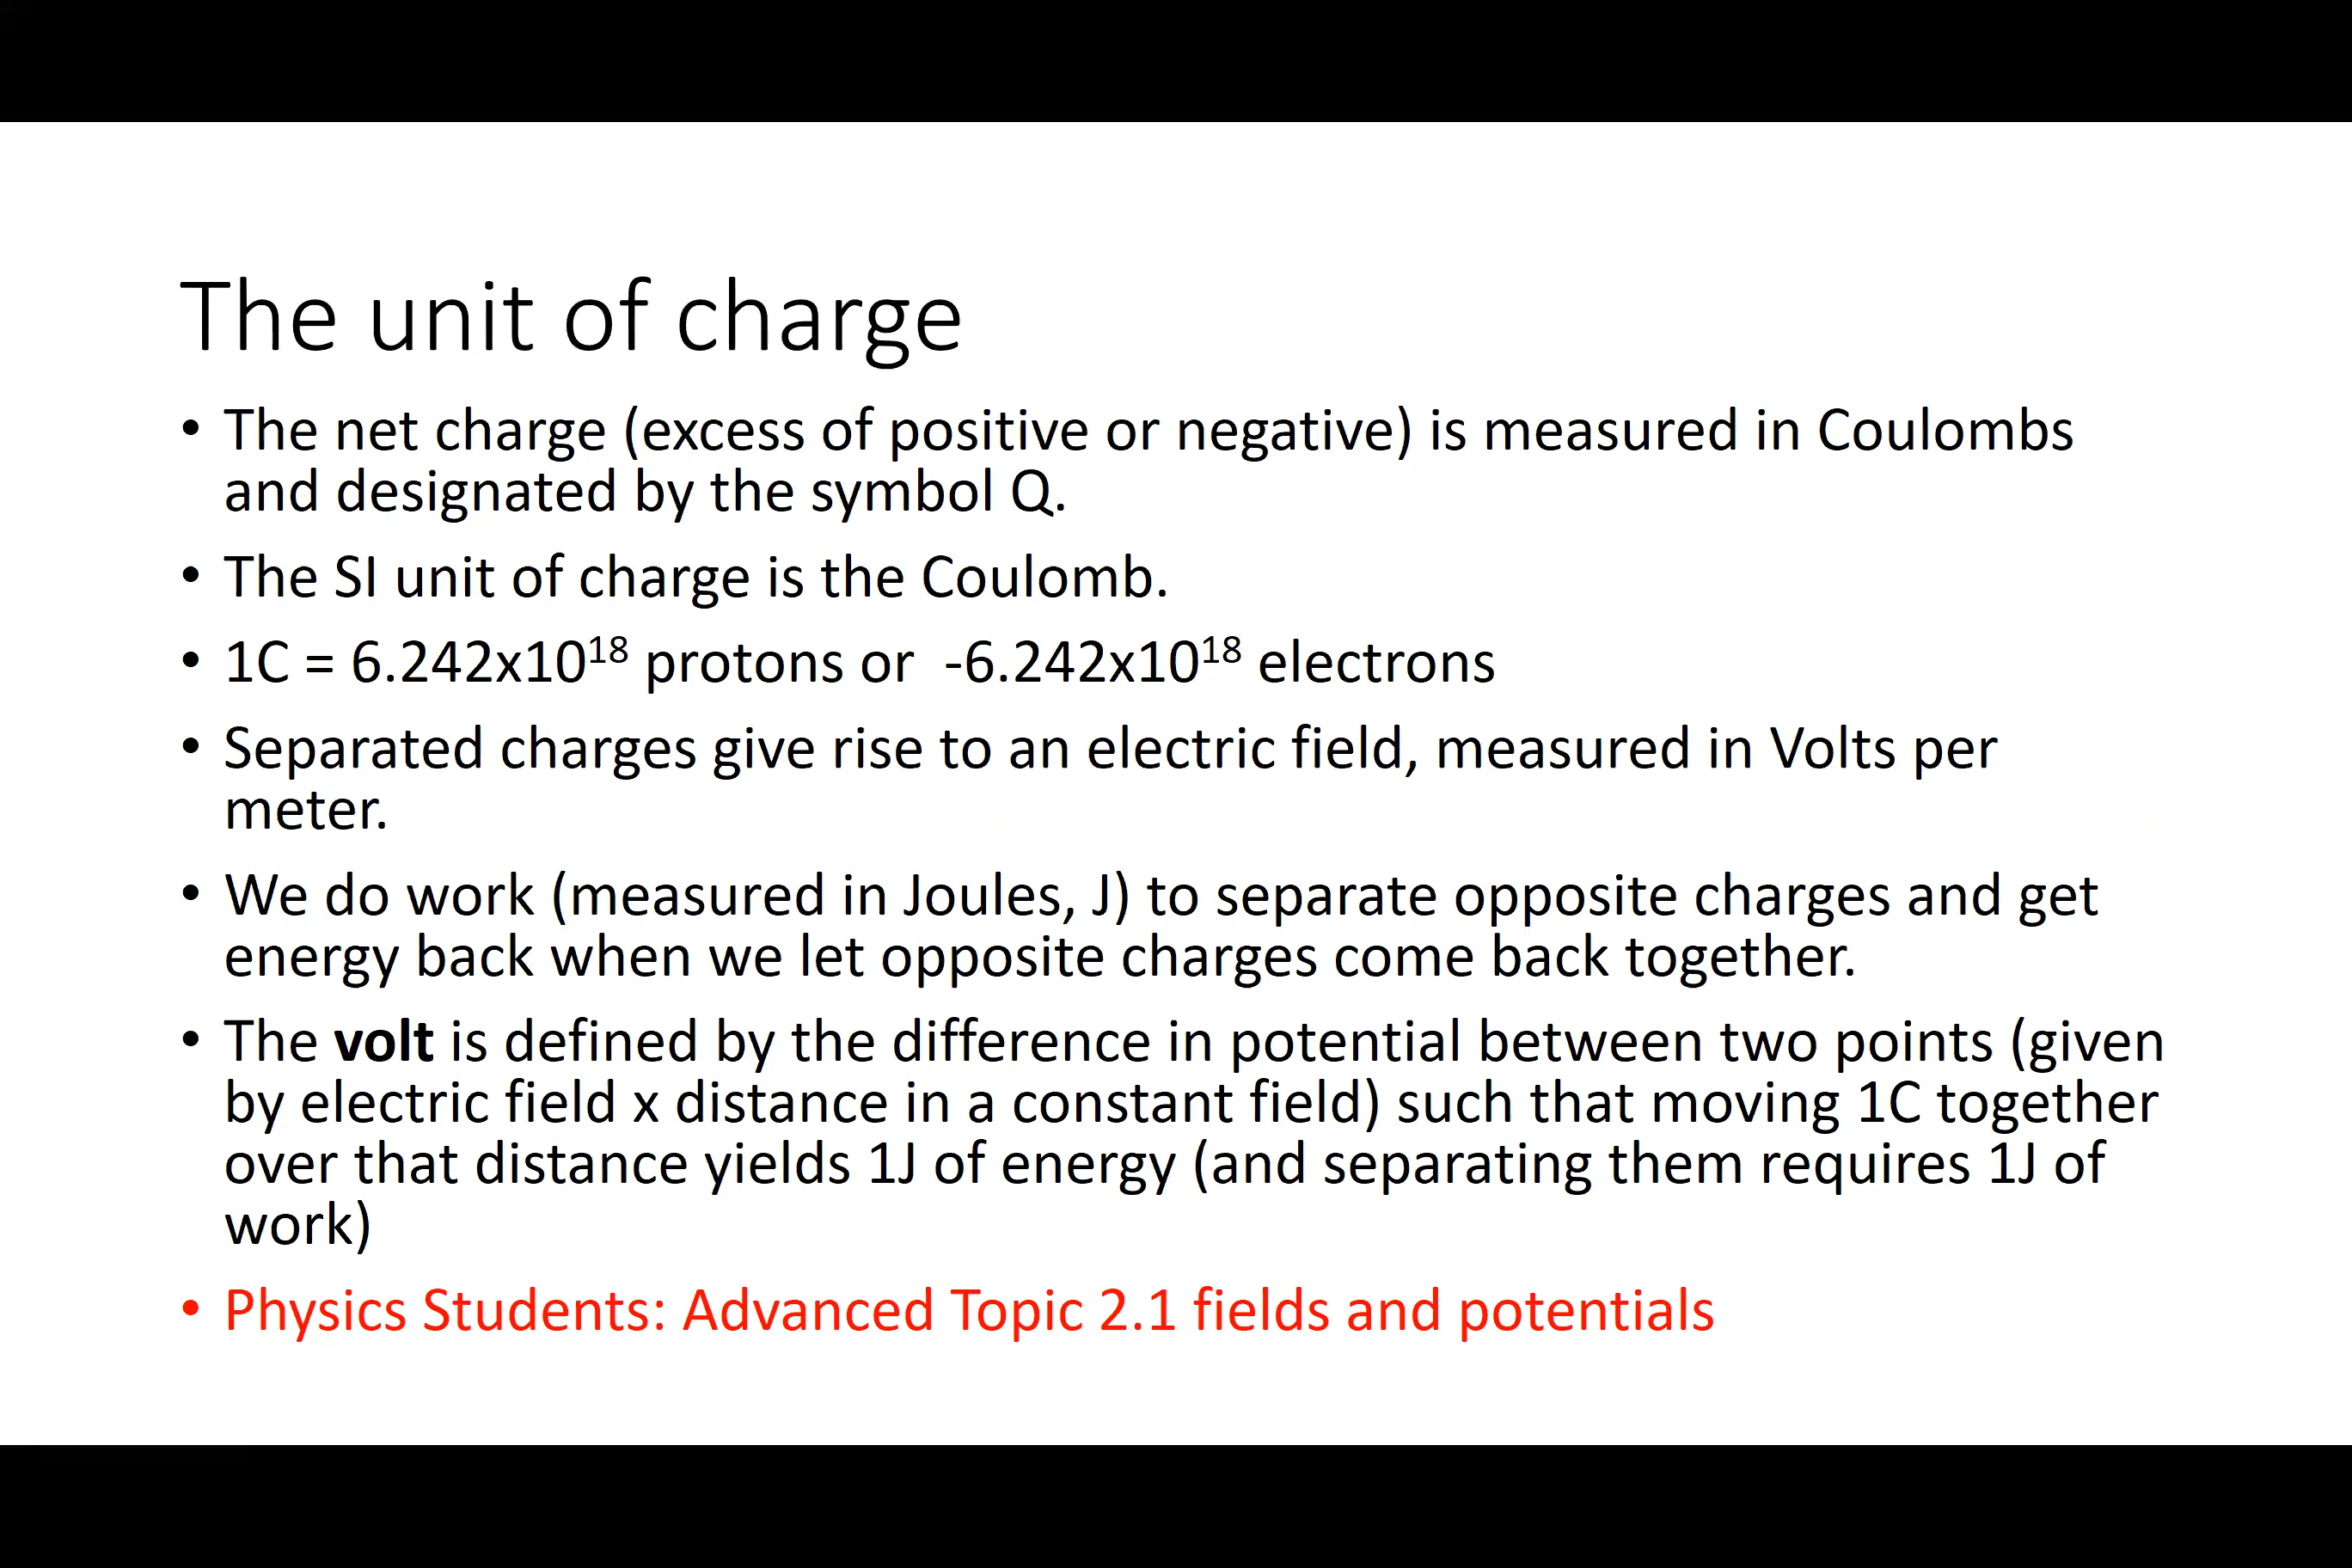 The unit of charge
• The net charge (excess of positive or negative) is measured in Coulombs
and designated by the symbol Q.
• The SI unit of charge is the Coulomb.
• 1C = 6.242x10¹⁸ protons or  -6.242x10¹⁸ electrons
• Separated charges give rise to an electric field, measured in Volts per
meter.
• We do work (measured in Joules, J) to separate opposite charges and get
energy back when we let opposite charges come back together.
• The volt is defined by the difference in potential between two points (given
by electric field x distance in a constant field) such that moving 1C together
over that distance yields 1J of energy (and separating them requires 1J of
work)
• Physics Students: Advanced Topic 2.1 fields and potentials